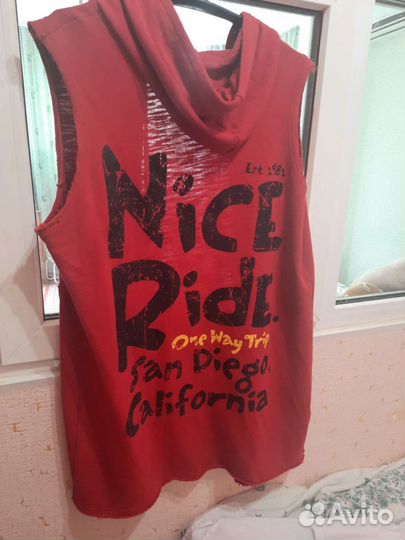 Est. 1981
NiCE
RidE.
One Way Trip
San Diego.
California
Avito